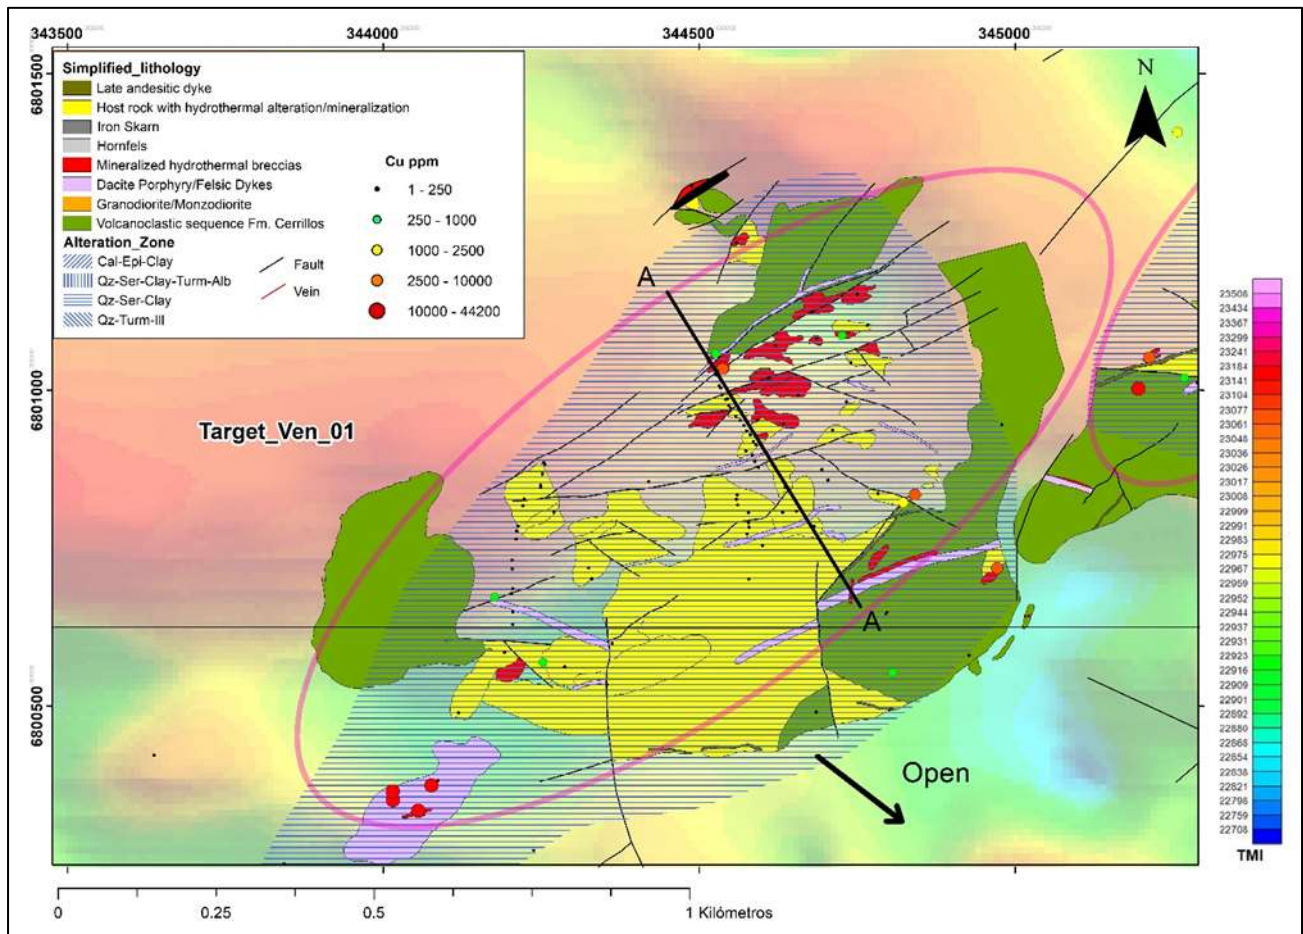 343500 344000 344500 345000
6801500
6801000
6800500
Simplified_lithology
Late andesitic dyke
Host rock with hydrothermal alteration/mineralization
Iron Skarn
Hornfels
Mineralized hydrothermal breccias
Dacite Porphyry/Felsic Dykes
Granodiorite/Monzodiorite
Volcanoclastic sequence Fm. Cerrillos
Alteration_Zone
Cal-Epi-Clay
Qz-Ser-Clay-Turm-Alb
Qz-Ser-Clay
Qz-Turm-Ill
Fault
Vein
Cu ppm
1 - 250
250 - 1000
1000 - 2500
2500 - 10000
10000 - 44200
N
A
Target_Ven_01
A´
Open
23506
23434
23367
23299
23241
23184
23141
23104
23077
23061
23046
23036
23026
23017
23008
22999
22991
22983
22975
22967
22959
22952
22944
22937
22931
22923
22916
22909
22901
22892
22880
22868
22854
22838
22821
22796
22759
22708
TMI
0 0.25 0.5 1 Kilómetros